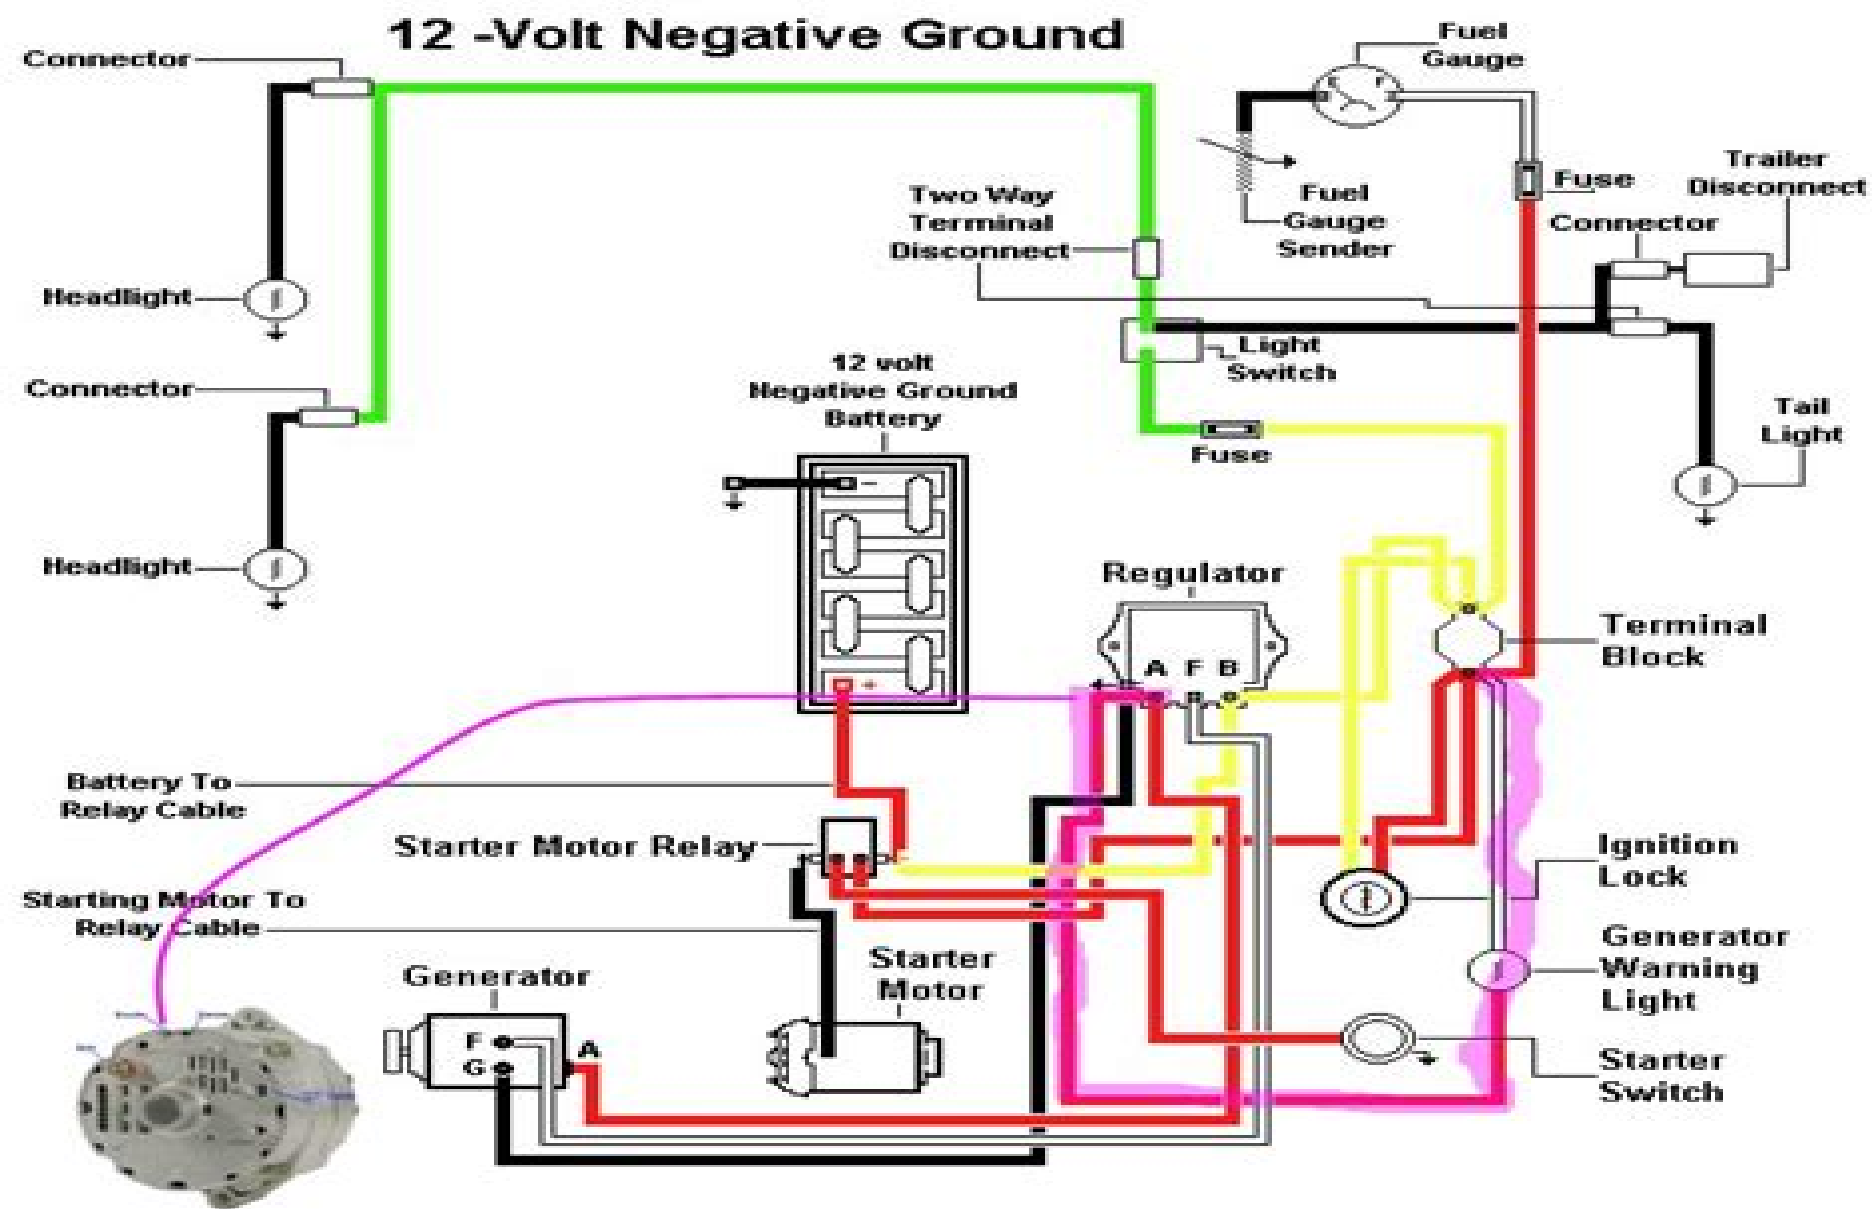 12 -Volt Negative Ground
Connector
Fuel
Gauge
Trailer
Disconnect
Fuse
Two Way
Terminal
Disconnect
Fuel
Gauge
Sender
Connector
Headlight
Light
Switch
12 volt
Negative Ground
Battery
Connector
Tail
Light
Fuse
-
Headlight
Regulator
Terminal
Block
A F B
+
Battery To
Relay Cable
Starter Motor Relay
Ignition
Lock
Starting Motor To
Relay Cable
Generator
Warning
Light
Starter
Motor
Generator
F
G
A
Starter
Switch